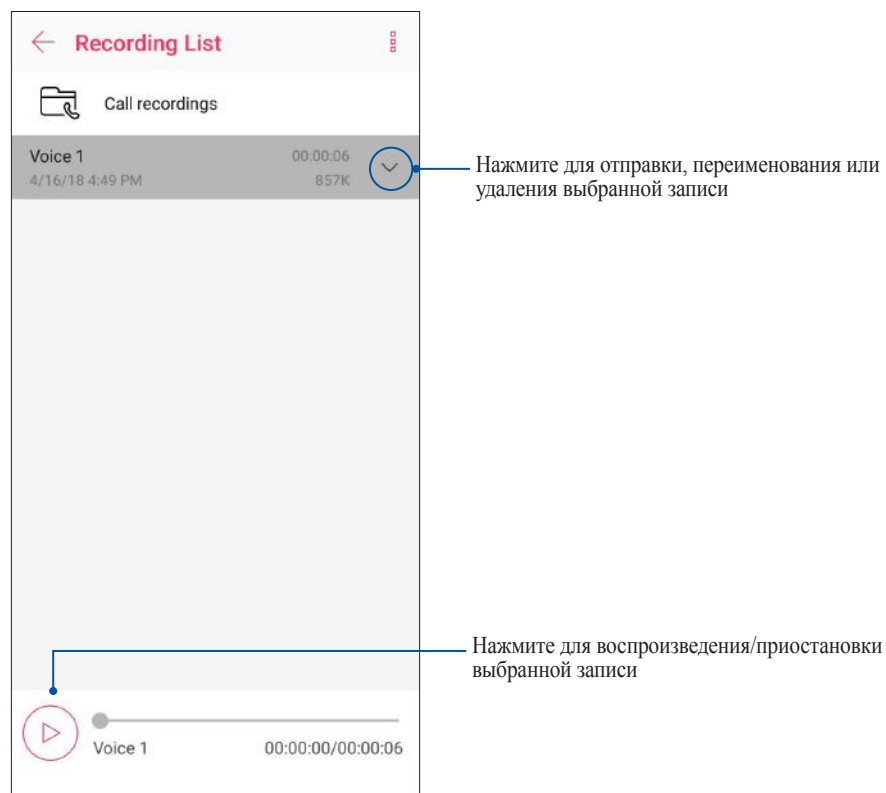 Recording List
Call recordings
Voice 1 00:00:06
4/16/18 4:49 PM 857K
Нажмите для отправки, переименования или
удаления выбранной записи
Нажмите для воспроизведения/приостановки
выбранной записи
Voice 1 00:00:00/00:00:06